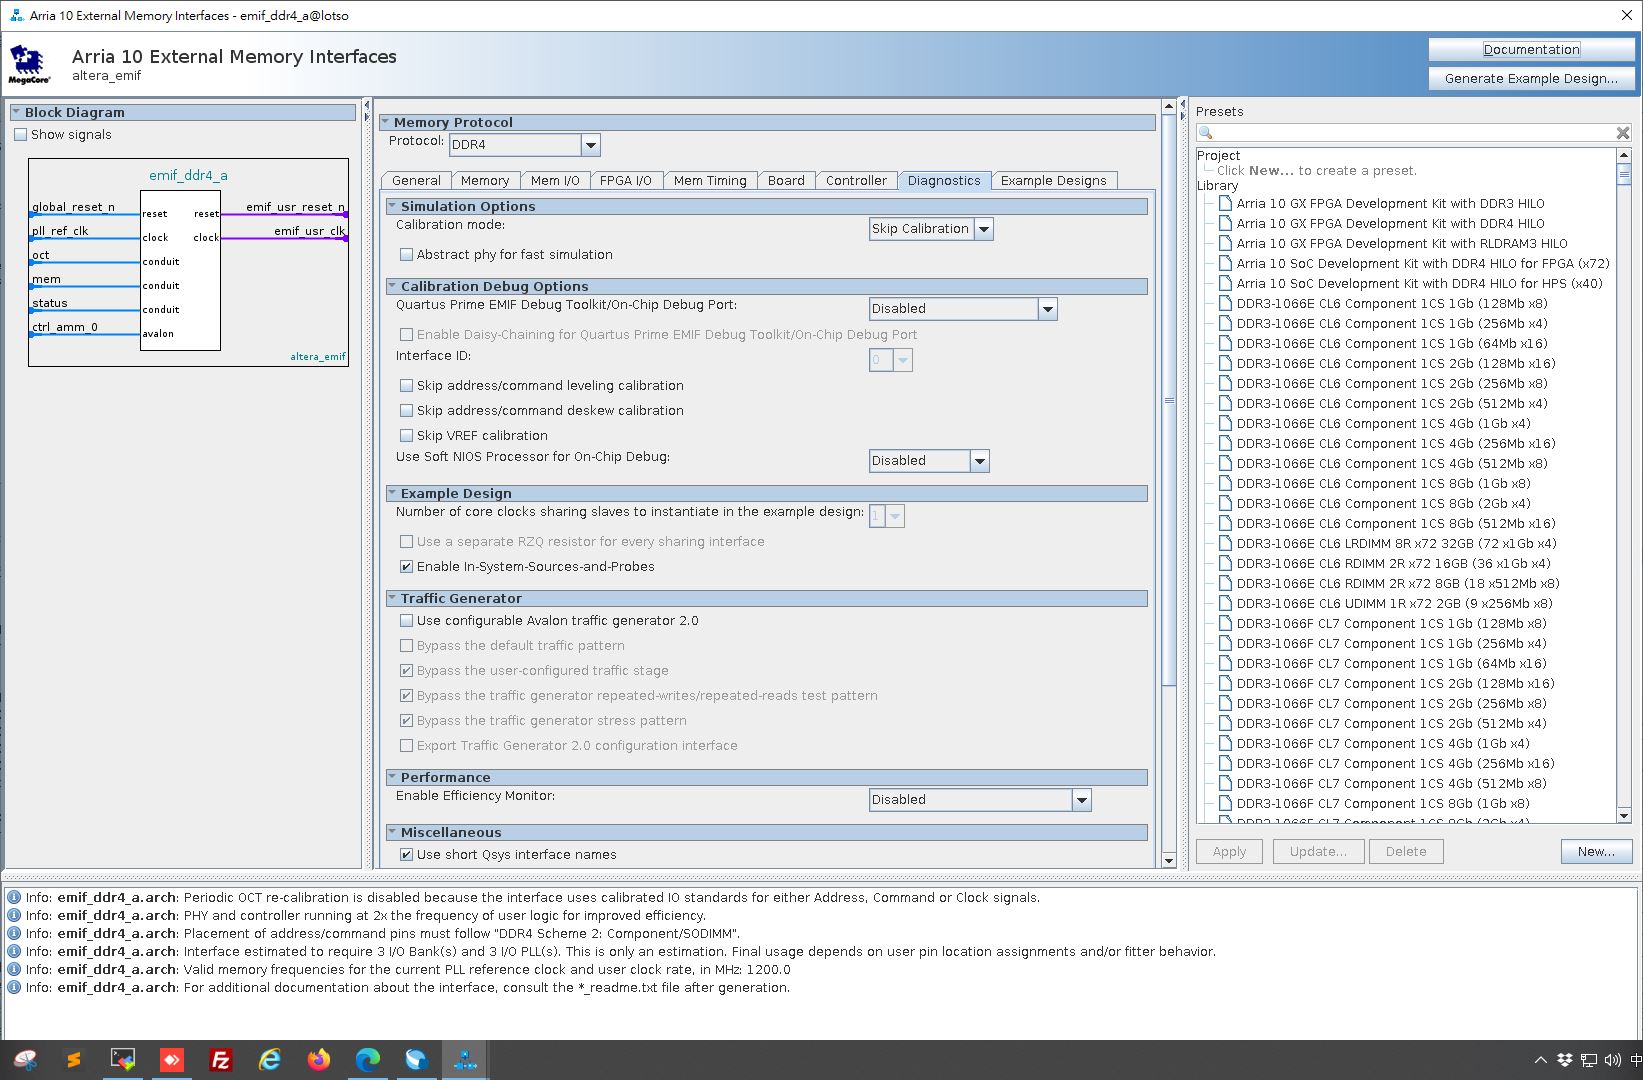 Arria 10 External Memory Interfaces - emif_ddr4_a@lotso
MegaCore®
Arria 10 External Memory Interfaces
altera_emif
Documentation
Generate Example Design...
Block Diagram
Show signals
emif_ddr4_a
global_reset_n
reset
reset
emif_usr_reset_n
pll_ref_clk
clock
clock
emif_usr_clk
oct
conduit
mem
conduit
status
conduit
ctrl_amm_0
avalon
altera_emif
Memory Protocol
Protocol: DDR4
General
Memory
Mem I/O
FPGA I/O
Mem Timing
Board
Controller
Diagnostics
Example Designs
Simulation Options
Calibration mode: Skip Calibration
Abstract phy for fast simulation
Calibration Debug Options
Quartus Prime EMIF Debug Toolkit/On-Chip Debug Port: Disabled
Enable Daisy-Chaining for Quartus Prime EMIF Debug Toolkit/On-Chip Debug Port
Interface ID: 0
Skip address/command leveling calibration
Skip address/command deskew calibration
Skip VREF calibration
Use Soft NIOS Processor for On-Chip Debug: Disabled
Example Design
Number of core clocks sharing slaves to instantiate in the example design: 1
Use a separate RZQ resistor for every sharing interface
Enable In-System-Sources-and-Probes
Traffic Generator
Use configurable Avalon traffic generator 2.0
Bypass the default traffic pattern
Bypass the user-configured traffic stage
Bypass the traffic generator repeated-writes/repeated-reads test pattern
Bypass the traffic generator stress pattern
Export Traffic Generator 2.0 configuration interface
Performance
Enable Efficiency Monitor: Disabled
Miscellaneous
Use short Qsys interface names
Presets
Project
Click New... to create a preset.
Library
Arria 10 GX FPGA Development Kit with DDR3 HILO
Arria 10 GX FPGA Development Kit with DDR4 HILO
Arria 10 GX FPGA Development Kit with RLDRAM3 HILO
Arria 10 SoC Development Kit with DDR4 HILO for FPGA (x72)
Arria 10 SoC Development Kit with DDR4 HILO for HPS (x40)
DDR3-1066E CL6 Component 1CS 1Gb (128Mb x8)
DDR3-1066E CL6 Component 1CS 1Gb (256Mb x4)
DDR3-1066E CL6 Component 1CS 1Gb (64Mb x16)
DDR3-1066E CL6 Component 1CS 2Gb (128Mb x16)
DDR3-1066E CL6 Component 1CS 2Gb (256Mb x8)
DDR3-1066E CL6 Component 1CS 2Gb (512Mb x4)
DDR3-1066E CL6 Component 1CS 4Gb (1Gb x4)
DDR3-1066E CL6 Component 1CS 4Gb (256Mb x16)
DDR3-1066E CL6 Component 1CS 4Gb (512Mb x8)
DDR3-1066E CL6 Component 1CS 8Gb (1Gb x8)
DDR3-1066E CL6 Component 1CS 8Gb (2Gb x4)
DDR3-1066E CL6 Component 1CS 8Gb (512Mb x16)
DDR3-1066E CL6 LRDIMM 8R x72 32GB (72 x1Gb x4)
DDR3-1066E CL6 RDIMM 2R x72 16GB (36 x1Gb x4)
DDR3-1066E CL6 RDIMM 2R x72 8GB (18 x512Mb x8)
DDR3-1066E CL6 UDIMM 1R x72 2GB (9 x256Mb x8)
DDR3-1066F CL7 Component 1CS 1Gb (128Mb x8)
DDR3-1066F CL7 Component 1CS 1Gb (256Mb x4)
DDR3-1066F CL7 Component 1CS 1Gb (64Mb x16)
DDR3-1066F CL7 Component 1CS 2Gb (128Mb x16)
DDR3-1066F CL7 Component 1CS 2Gb (256Mb x8)
DDR3-1066F CL7 Component 1CS 2Gb (512Mb x4)
DDR3-1066F CL7 Component 1CS 4Gb (1Gb x4)
DDR3-1066F CL7 Component 1CS 4Gb (256Mb x16)
DDR3-1066F CL7 Component 1CS 4Gb (512Mb x8)
DDR3-1066F CL7 Component 1CS 8Gb (1Gb x8)
DDR3-1066F CL7 Component 1CS 8Gb (2Gb x4)
Apply
Update...
Delete
New...
Info: emif_ddr4_a.arch: Periodic OCT re-calibration is disabled because the interface uses calibrated IO standards for either Address, Command or Clock signals.
Info: emif_ddr4_a.arch: PHY and controller running at 2x the frequency of user logic for improved efficiency.
Info: emif_ddr4_a.arch: Placement of address/command pins must follow "DDR4 Scheme 2: Component/SODIMM".
Info: emif_ddr4_a.arch: Interface estimated to require 3 I/O Bank(s) and 3 I/O PLL(s). This is only an estimation. Final usage depends on user pin location assignments and/or fitter behavior.
Info: emif_ddr4_a.arch: Valid memory frequencies for the current PLL reference clock and user clock rate, in MHz: 1200.0
Info: emif_ddr4_a.arch: For additional documentation about the interface, consult the *_readme.txt file after generation.
中